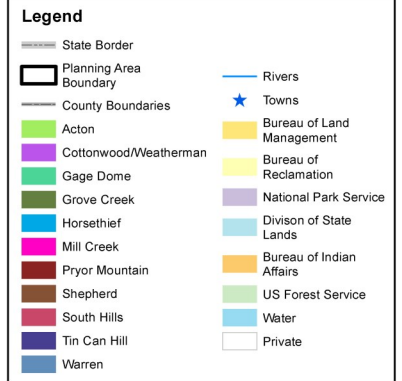 Legend
State Border
Planning Area
Boundary
County Boundaries
Acton
Cottonwood/Weatherman
Gage Dome
Grove Creek
Horsethief
Mill Creek
Pryor Mountain
Shepherd
South Hills
Tin Can Hill
Warren
Rivers
Towns
Bureau of Land
Management
Bureau of
Reclamation
National Park Service
Divison of State
Lands
Bureau of Indian
Affairs
US Forest Service
Water
Private